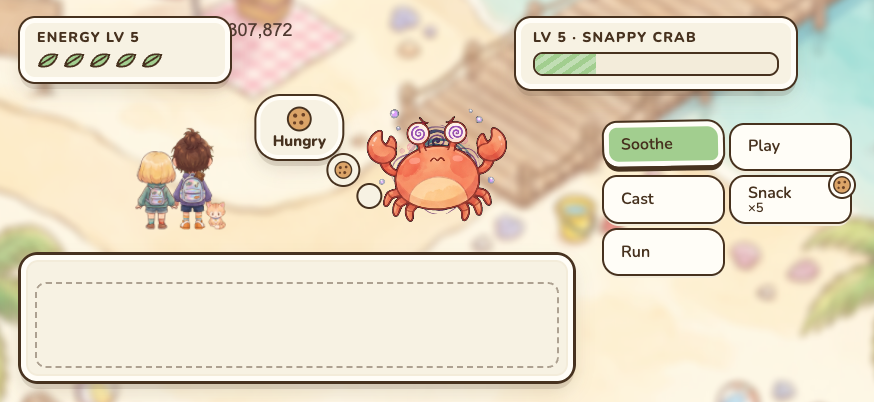 ENERGY LV 5
307,872
LV 5 · SNAPPY CRAB
Hungry
Soothe
Play
Cast
Snack
×5
Run